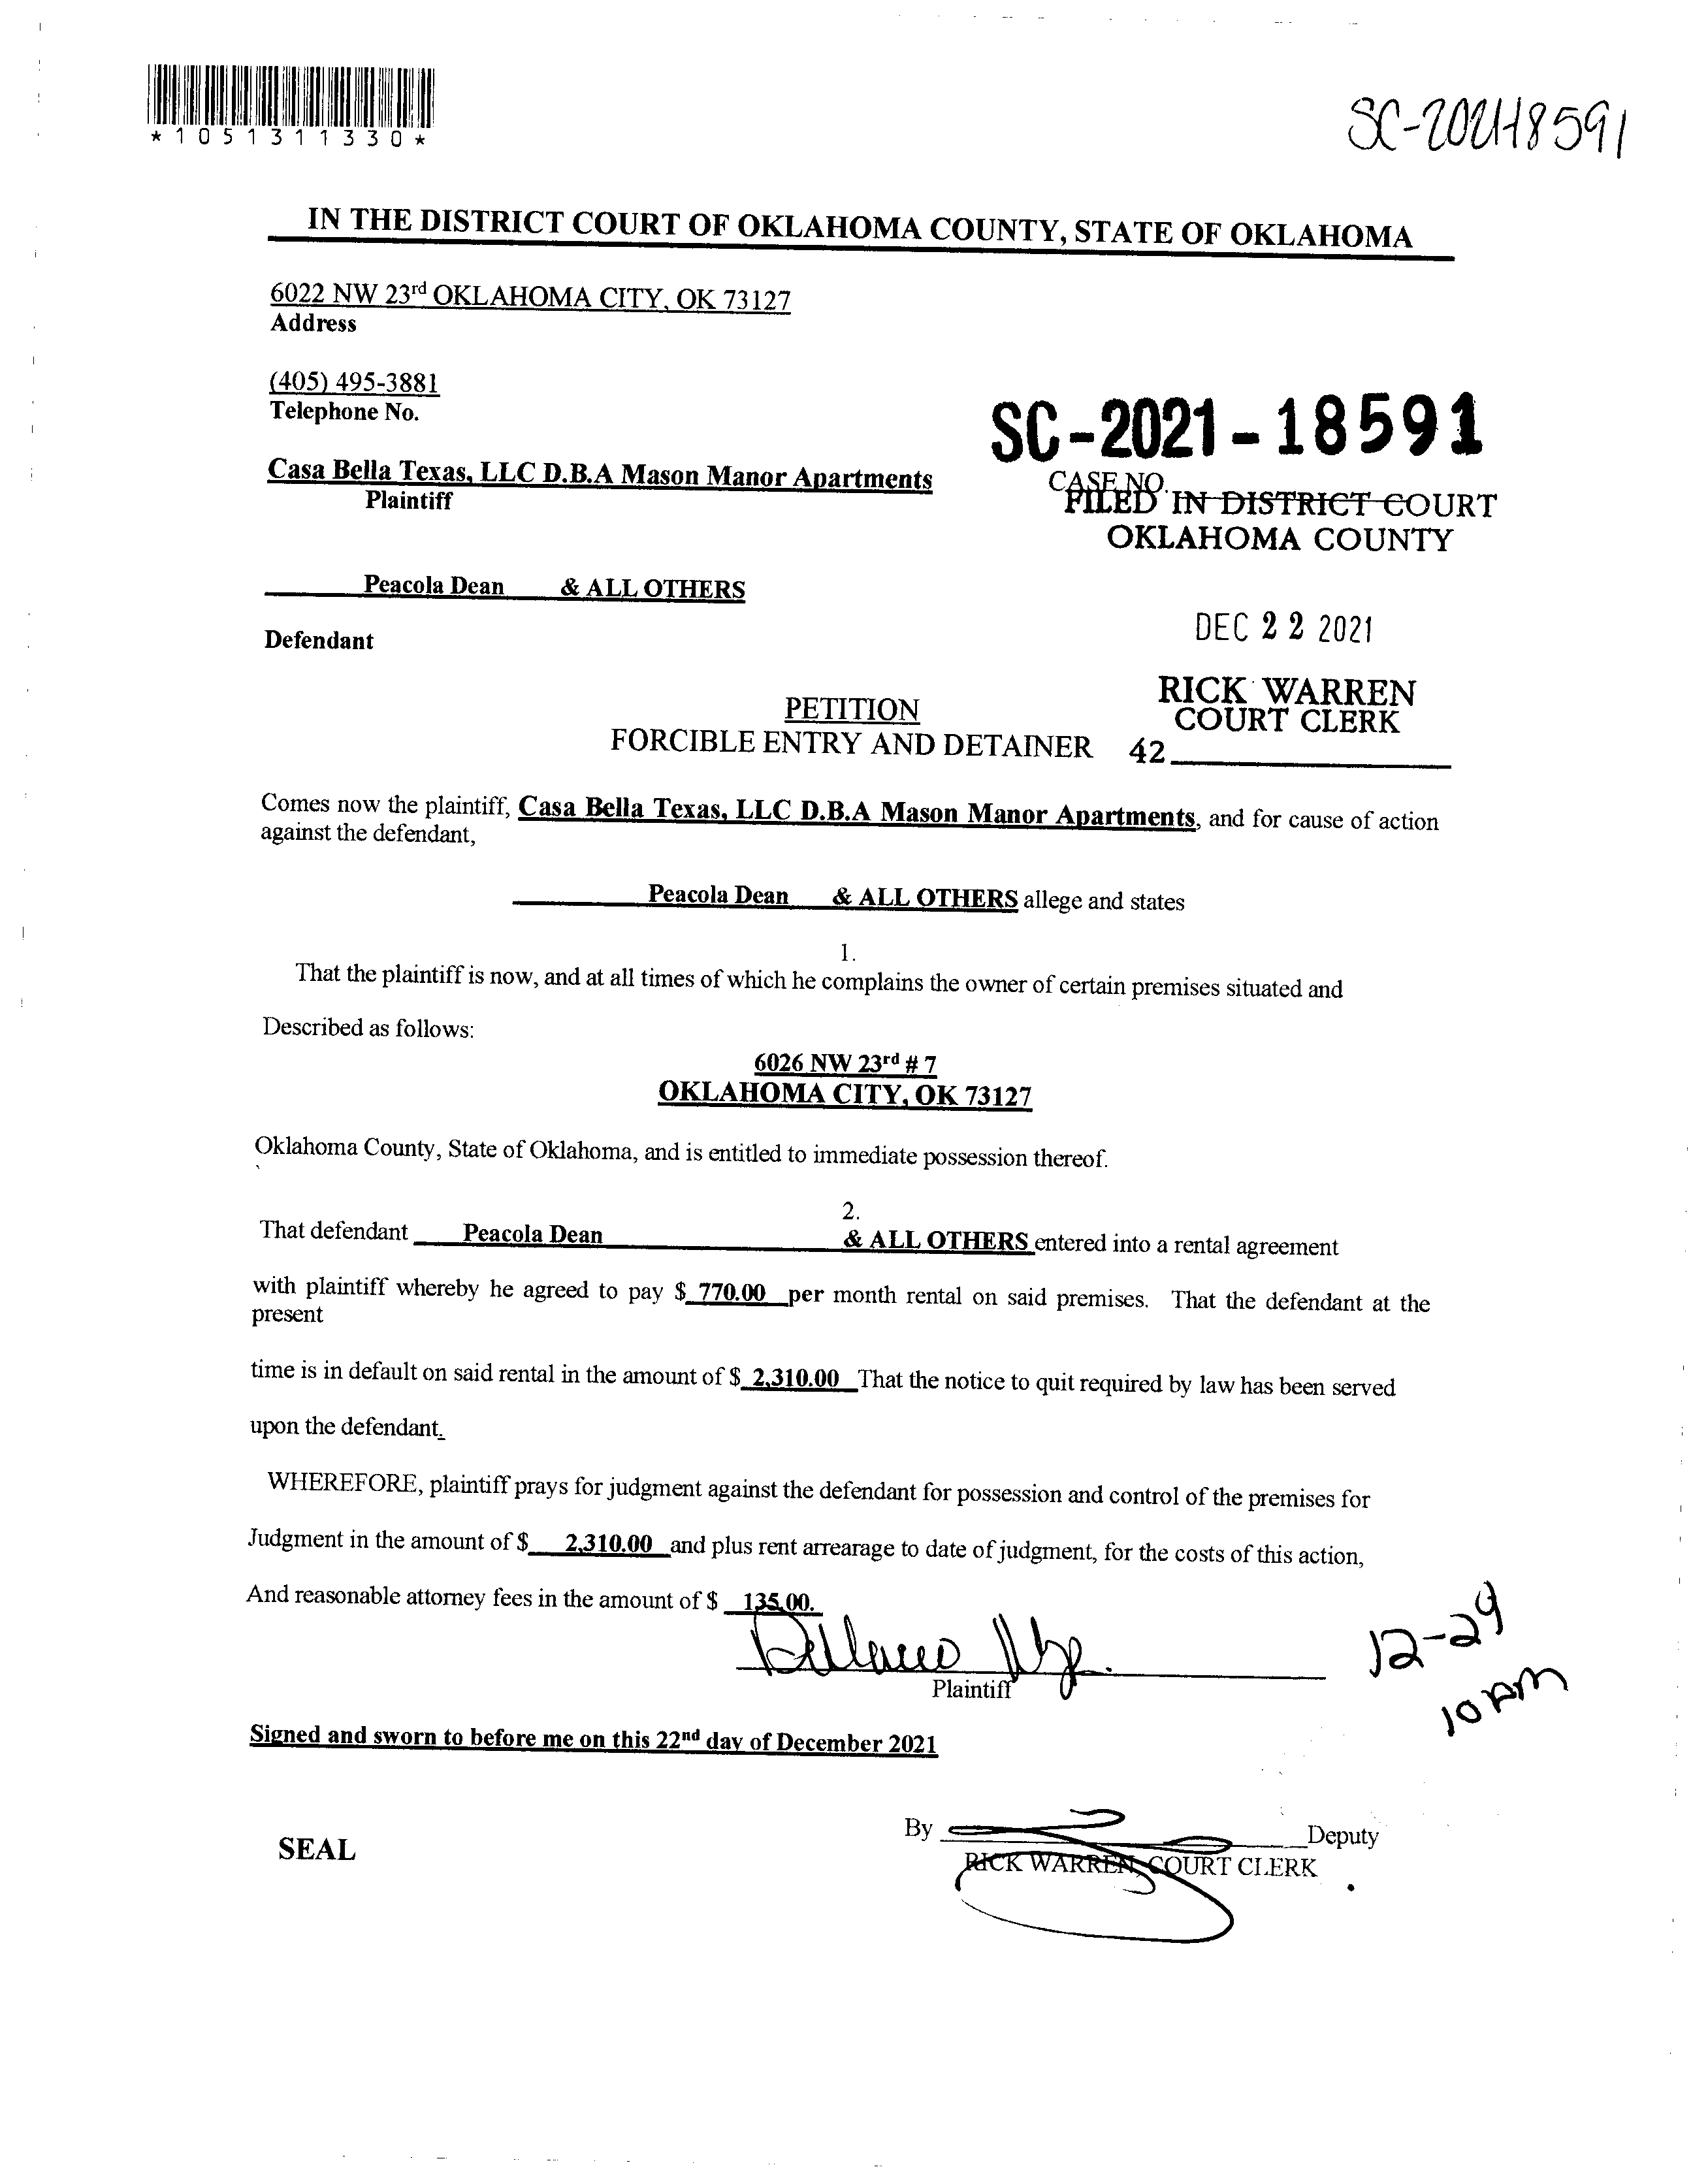 *1051311330*
SC-2021-18591
IN THE DISTRICT COURT OF OKLAHOMA COUNTY, STATE OF OKLAHOMA
6022 NW 23rd OKLAHOMA CITY, OK 73127
Address
(405) 495-3881
Telephone No.
SC-2021-18591
Casa Bella Texas, LLC D.B.A Mason Manor Apartments
CASE NO.
Plaintiff
FILED IN DISTRICT COURT
OKLAHOMA COUNTY
Peacola Dean & ALL OTHERS
DEC 22 2021
Defendant
RICK WARREN
COURT CLERK
PETITION
FORCIBLE ENTRY AND DETAINER 42
Comes now the plaintiff, Casa Bella Texas, LLC D.B.A Mason Manor Apartments, and for cause of action
against the defendant,
Peacola Dean & ALL OTHERS allege and states
1.
That the plaintiff is now, and at all times of which he complains the owner of certain premises situated and
Described as follows:
6026 NW 23rd # 7
OKLAHOMA CITY, OK 73127
Oklahoma County, State of Oklahoma, and is entitled to immediate possession thereof.
2.
That defendant Peacola Dean & ALL OTHERS entered into a rental agreement
with plaintiff whereby he agreed to pay $ 770.00 per month rental on said premises. That the defendant at the
present
time is in default on said rental in the amount of $ 2,310.00 That the notice to quit required by law has been served
upon the defendant.
WHEREFORE, plaintiff prays for judgment against the defendant for possession and control of the premises for
Judgment in the amount of $ 2,310.00 and plus rent arrearage to date of judgment, for the costs of this action,
And reasonable attorney fees in the amount of $ 135.00.
12-29
10 AM
Plaintiff
Signed and sworn to before me on this 22nd day of December 2021
By Deputy
SEAL
RICK WARREN, COURT CLERK